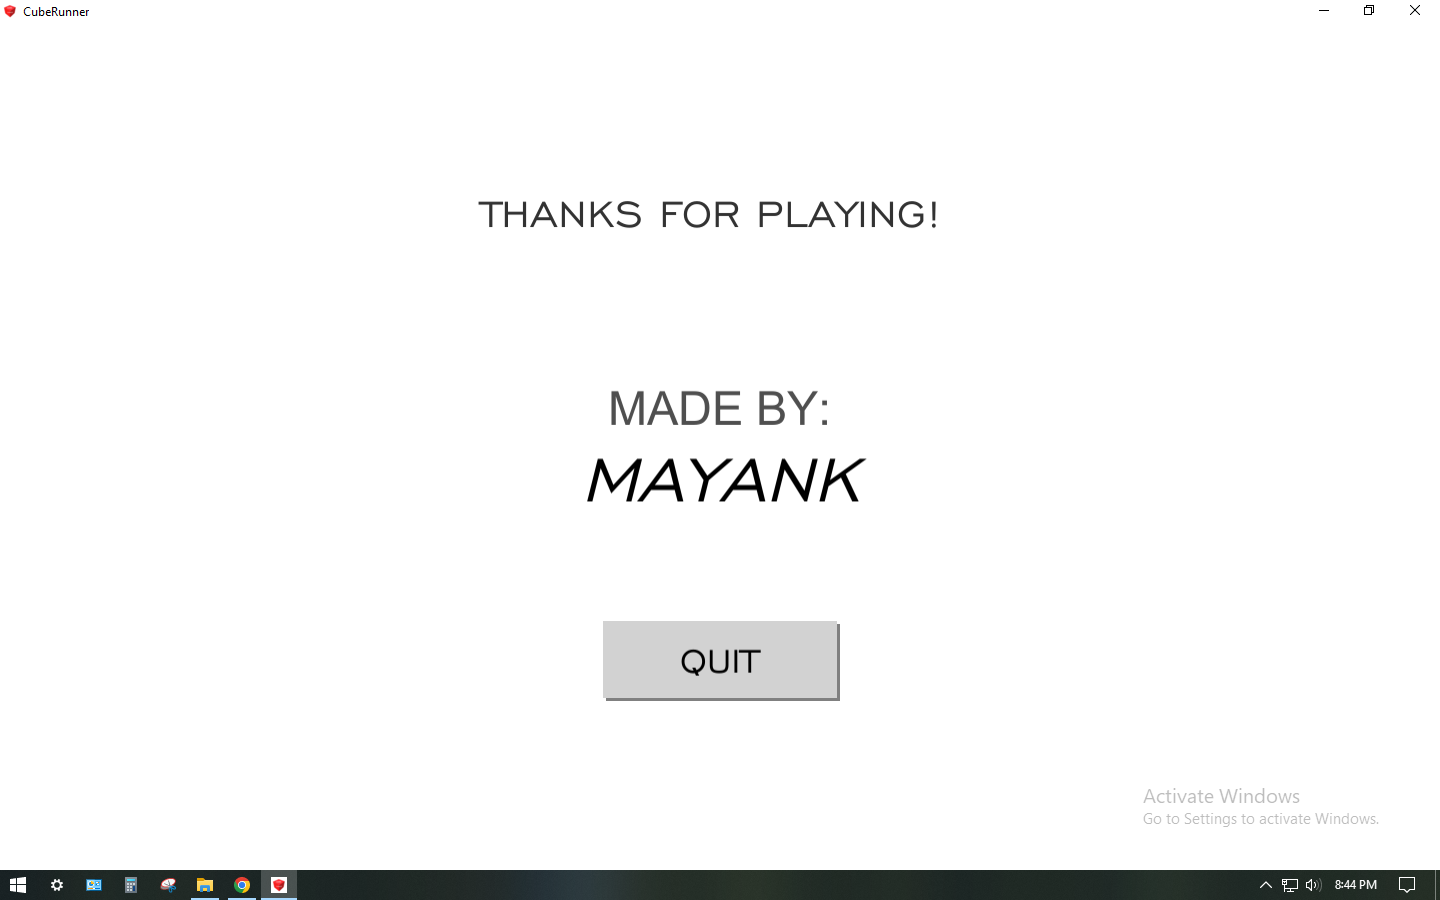 CubeRunner
THANKS FOR PLAYING!
MADE BY:
MAYANK
QUIT
Activate Windows
Go to Settings to activate Windows.
8:44 PM